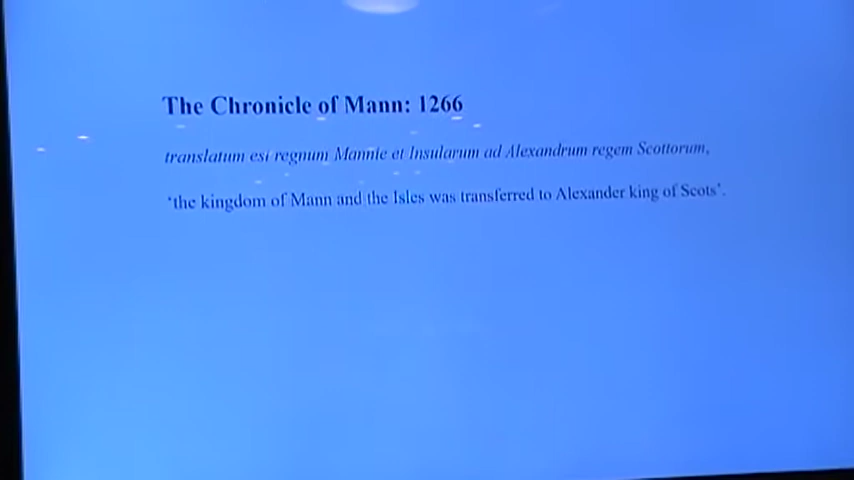 The Chronicle of Mann: 1266
translatum est regnum Mannie et Insularum ad Alexandrum regem Scottorum,
‘the kingdom of Mann and the Isles was transferred to Alexander king of Scots’.